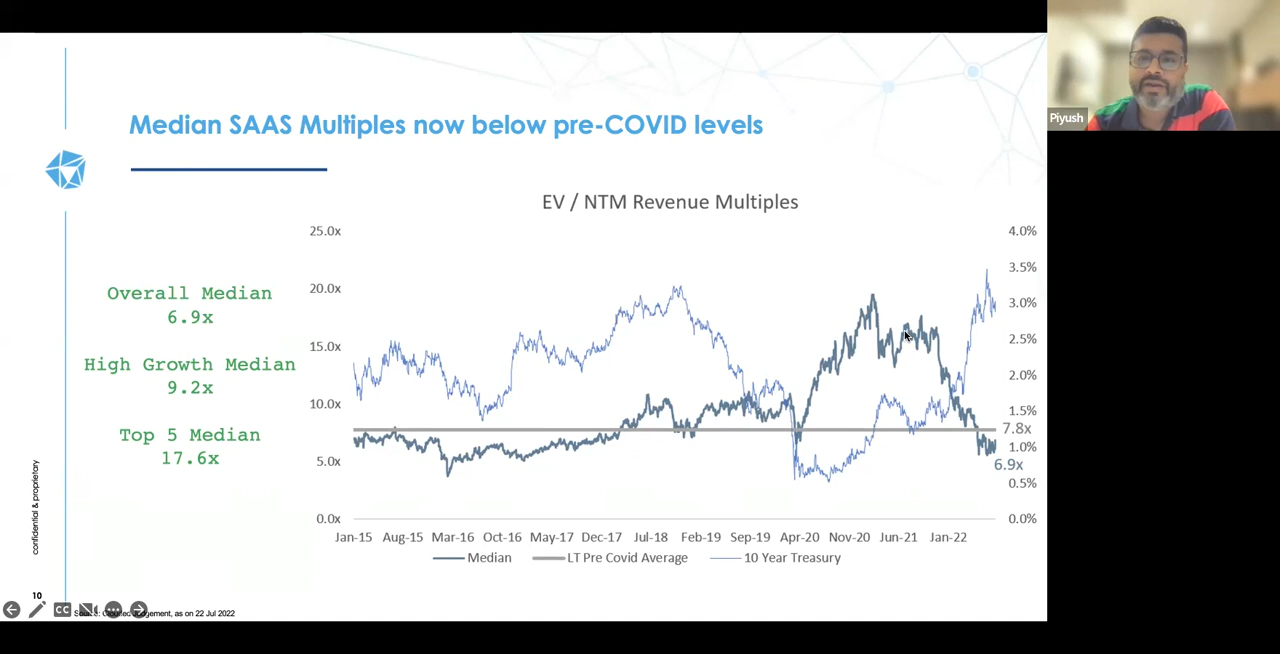 Median SAAS Multiples now below pre-COVID levels
EV / NTM Revenue Multiples
Overall Median
6.9x
High Growth Median
9.2x
Top 5 Median
17.6x
25.0x
20.0x
15.0x
10.0x
5.0x
0.0x
4.0%
3.5%
3.0%
2.5%
2.0%
1.5%
1.0%
0.5%
0.0%
7.8x
6.9x
Jan-15 Aug-15 Mar-16 Oct-16 May-17 Dec-17 Jul-18 Feb-19 Sep-19 Apr-20 Nov-20 Jun-21 Jan-22
Median LT Pre Covid Average 10 Year Treasury
confidential & proprietary
10
CC
Source: Clouded Judgement, as on 22 Jul 2022
Piyush